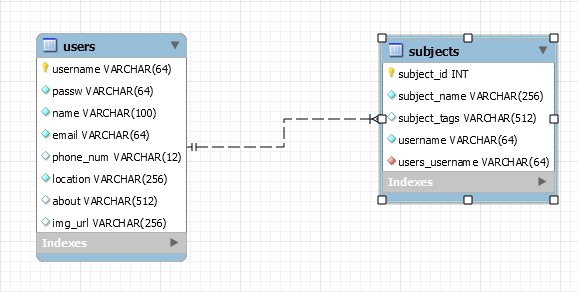 users
username VARCHAR(64)
passw VARCHAR(64)
name VARCHAR(100)
email VARCHAR(64)
phone_num VARCHAR(12)
location VARCHAR(256)
about VARCHAR(512)
img_url VARCHAR(256)
Indexes
subjects
subject_id INT
subject_name VARCHAR(256)
subject_tags VARCHAR(512)
username VARCHAR(64)
users_username VARCHAR(64)
Indexes